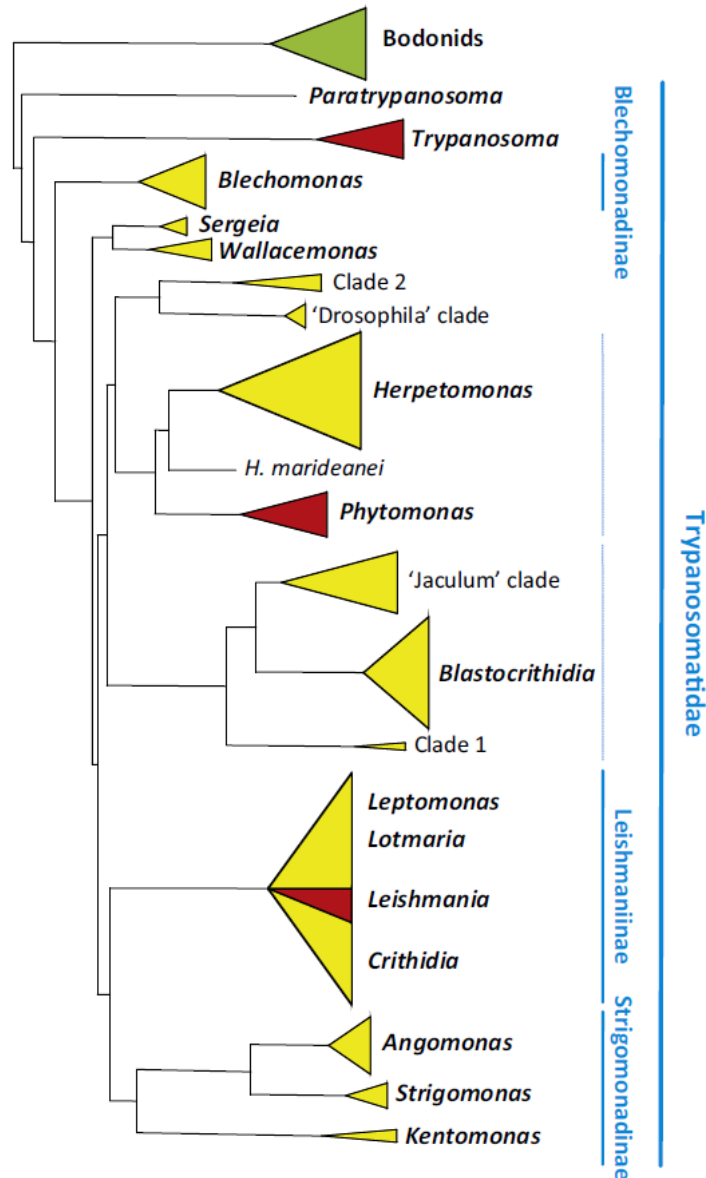 Bodonids
Paratrypanosoma
Trypanosoma
Blechomonas
Sergeia
Wallacemonas
Clade 2
‘Drosophila’ clade
Herpetomonas
H. marideanei
Phytomonas
‘Jaculum’ clade
Blastocrithidia
Clade 1
Leptomonas
Lotmaria
Leishmania
Crithidia
Angomonas
Strigomonas
Kentomonas
Blechomonadinae
Leishmaniinae
Strigomonadinae
Trypanosomatidae